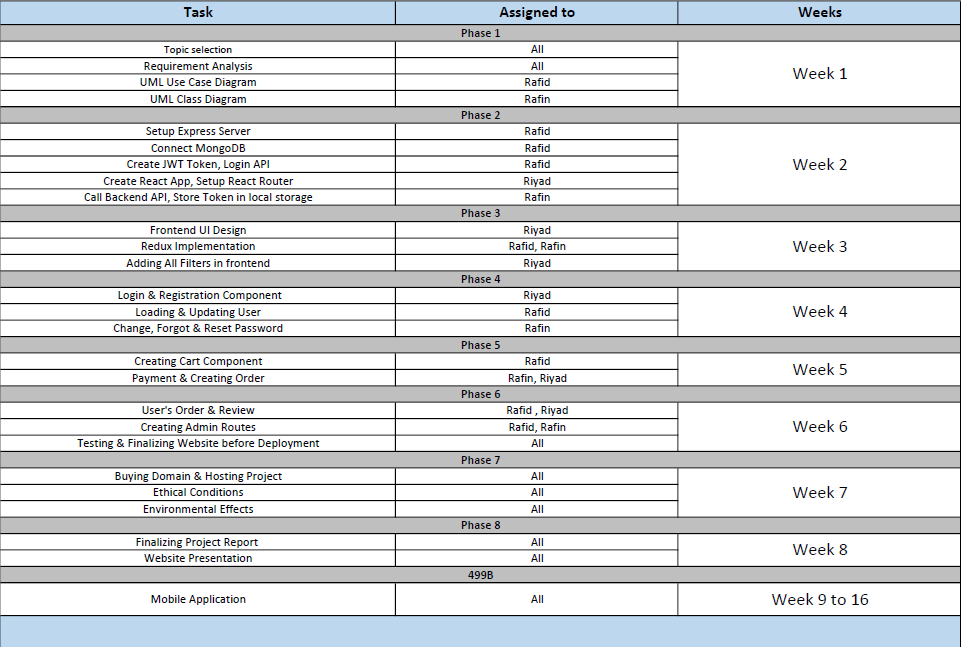 Task Assigned to Weeks
Phase 1
Topic selection All
Requirement Analysis All
Week 1
UML Use Case Diagram Rafid
UML Class Diagram Rafin
Phase 2
Setup Express Server Rafid
Connect MongoDB Rafid
Create JWT Token, Login API Rafid Week 2
Create React App, Setup React Router Riyad
Call Backend API, Store Token in local storage Rafin
Phase 3
Frontend UI Design Riyad
Redux Implementation Rafid, Rafin Week 3
Adding All Filters in frontend Riyad
Phase 4
Login & Registration Component Riyad
Loading & Updating User Rafid Week 4
Change, Forgot & Reset Password Rafin
Phase 5
Creating Cart Component Rafid
Week 5
Payment & Creating Order Rafin, Riyad
Phase 6
User's Order & Review Rafid , Riyad
Creating Admin Routes Rafid, Rafin Week 6
Testing & Finalizing Website before Deployment All
Phase 7
Buying Domain & Hosting Project All
Ethical Conditions All Week 7
Environmental Effects All
Phase 8
Finalizing Project Report All
Week 8
Website Presentation All
499B
Mobile Application All Week 9 to 16